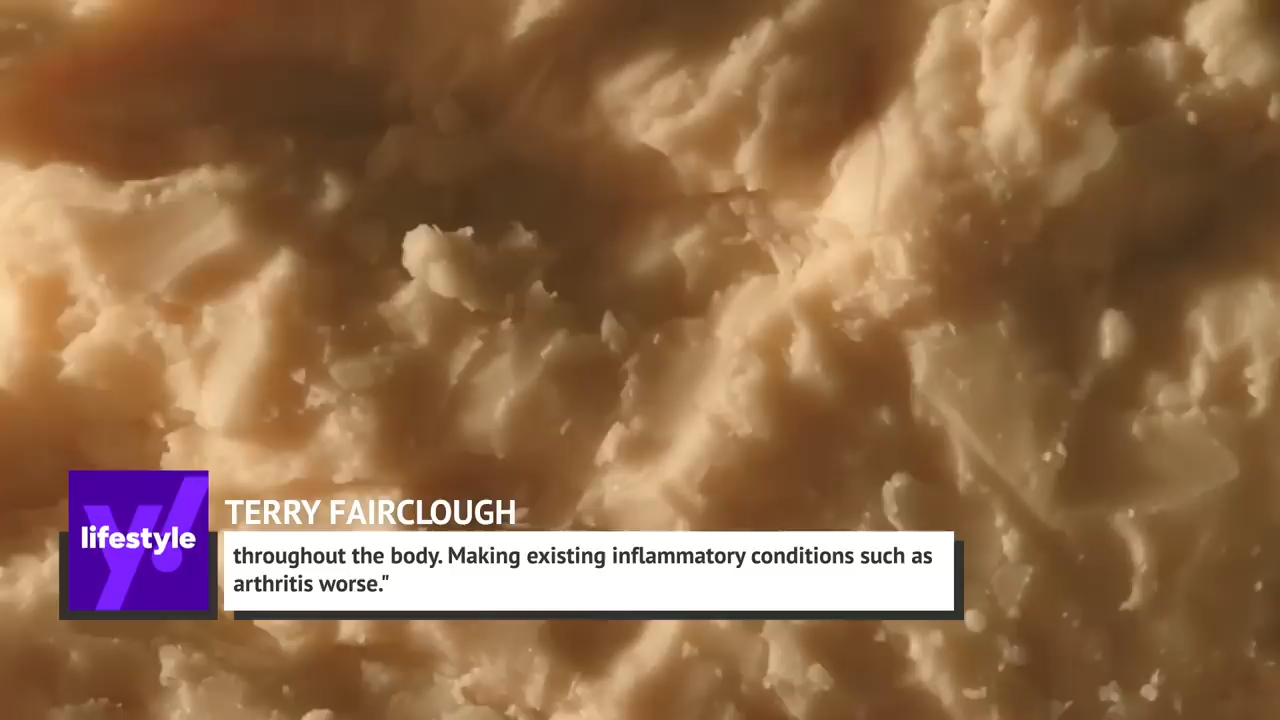 y!
lifestyle
TERRY FAIRCLOUGH
throughout the body. Making existing inflammatory conditions such as
arthritis worse."